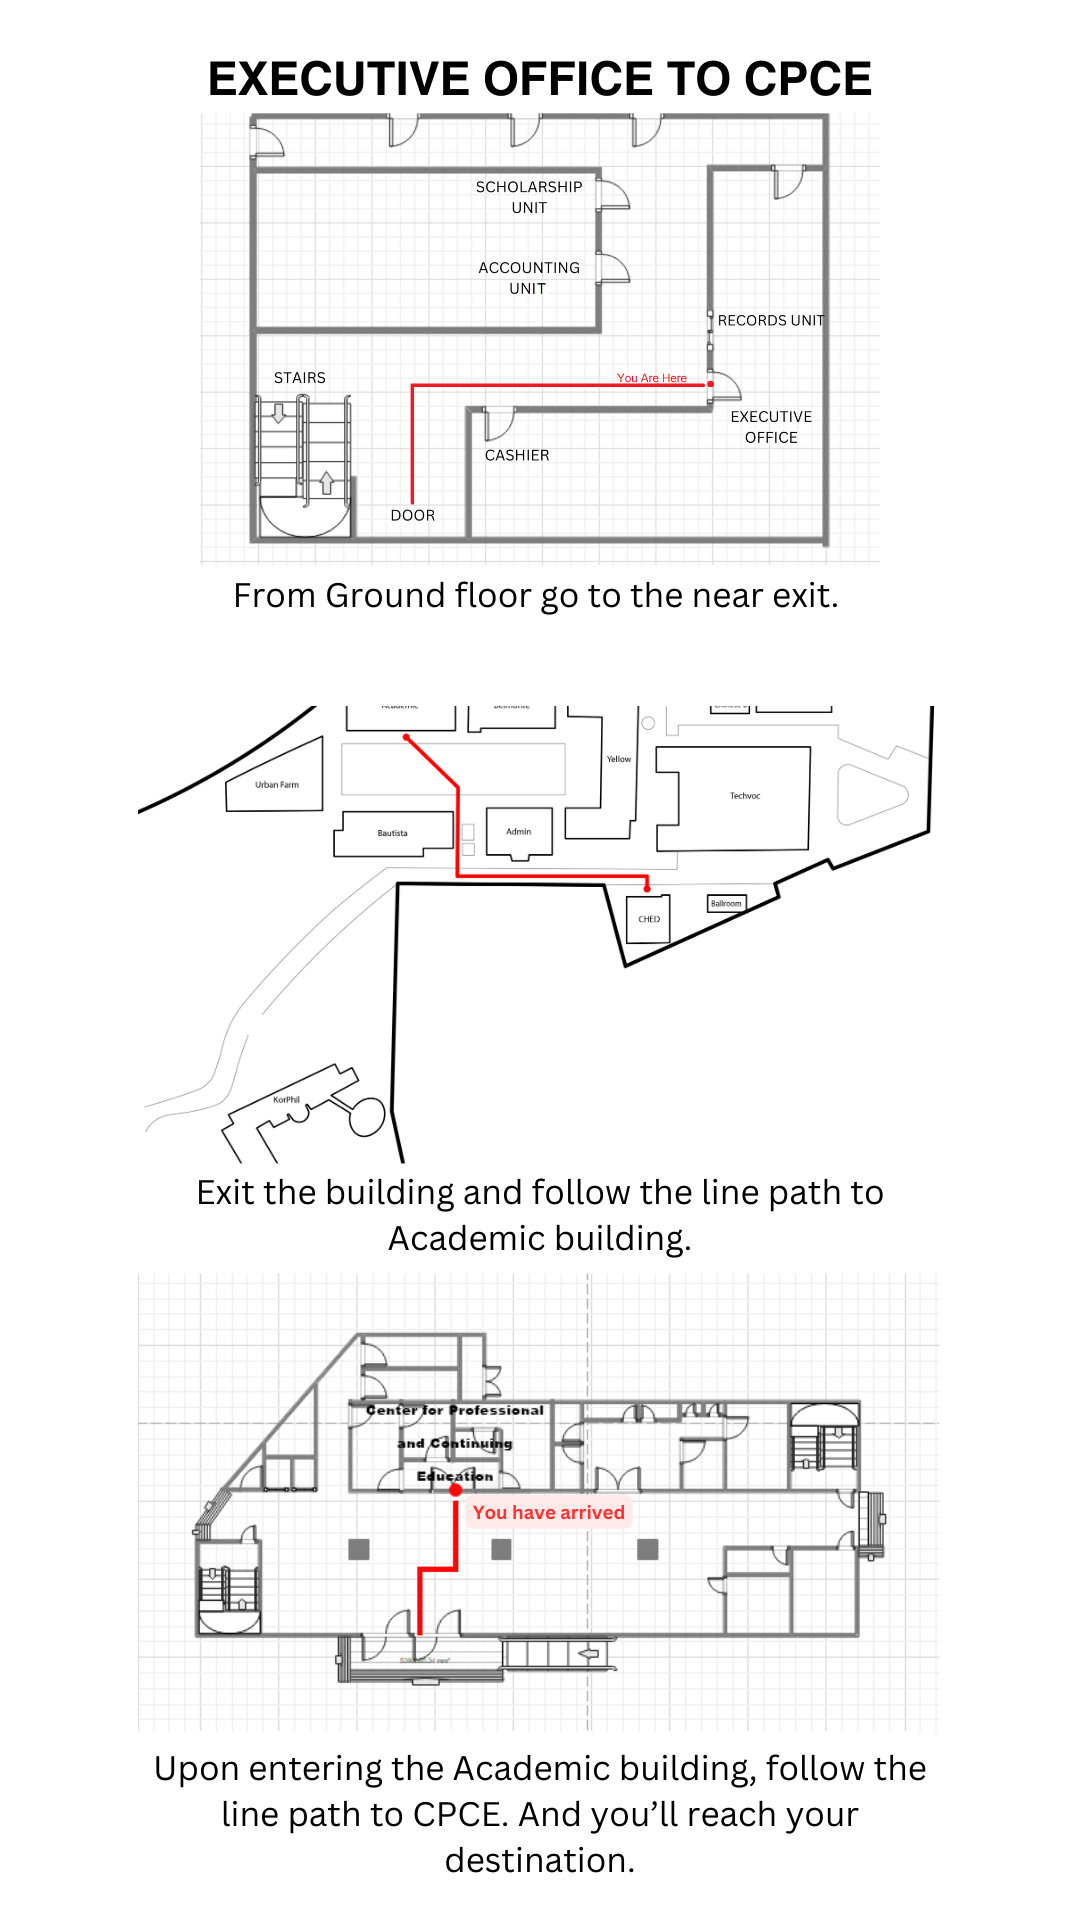 EXECUTIVE OFFICE TO CPCE
SCHOLARSHIP
UNIT
ACCOUNTING
UNIT
RECORDS UNIT
STAIRS
You Are Here
EXECUTIVE
OFFICE
CASHIER
DOOR
From Ground floor go to the near exit.
Academic
Belmonte
Yellow
Urban Farm
Techvoc
Bautista
Admin
CHED
Ballroom
KorPhil
Exit the building and follow the line path to
Academic building.
Center for Professional
and Continuing
Education
You have arrived
Upon entering the Academic building, follow the
line path to CPCE. And you’ll reach your
destination.